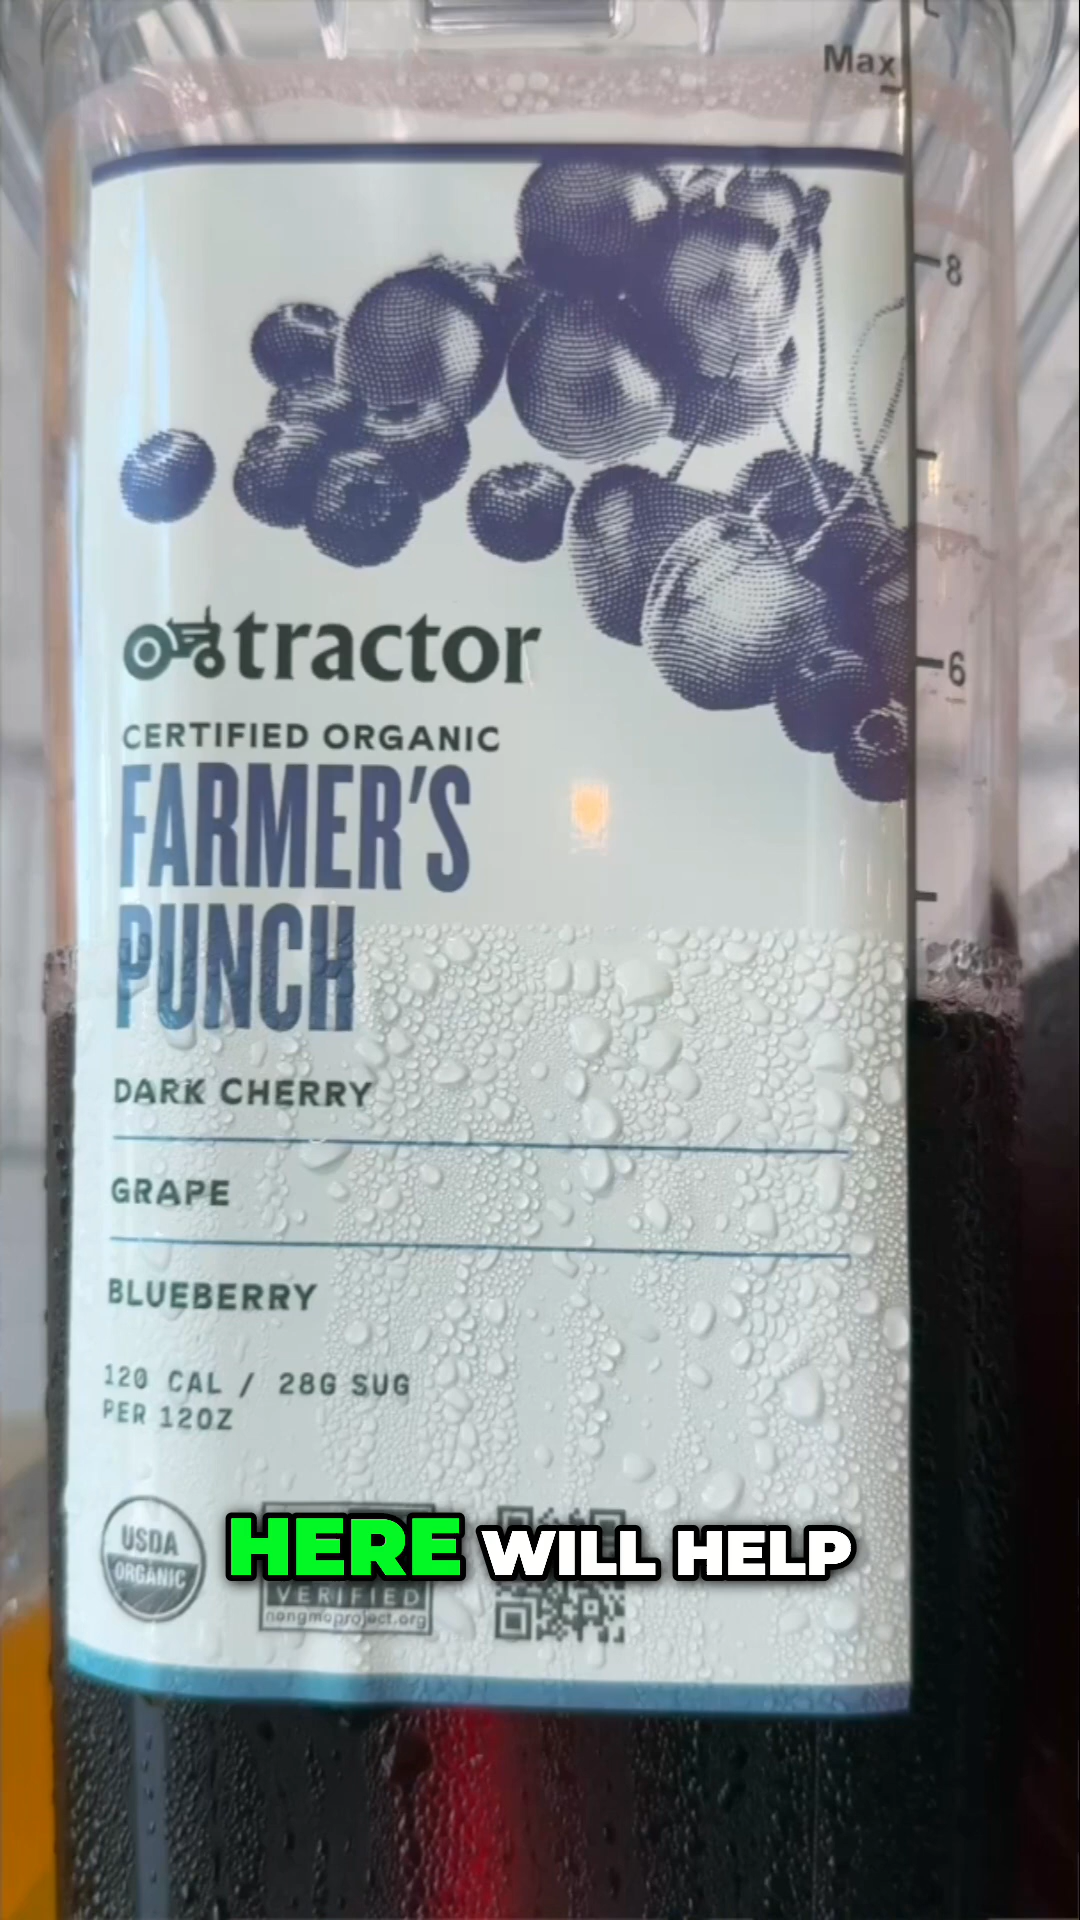 Max
8
6
tractor
CERTIFIED ORGANIC
FARMER'S
PUNCH
DARK CHERRY
GRAPE
BLUEBERRY
120 CAL / 28G SUG
PER 12OZ
USDA
ORGANIC
HERE WILL HELP
VERIFIED
nongmoproject.org